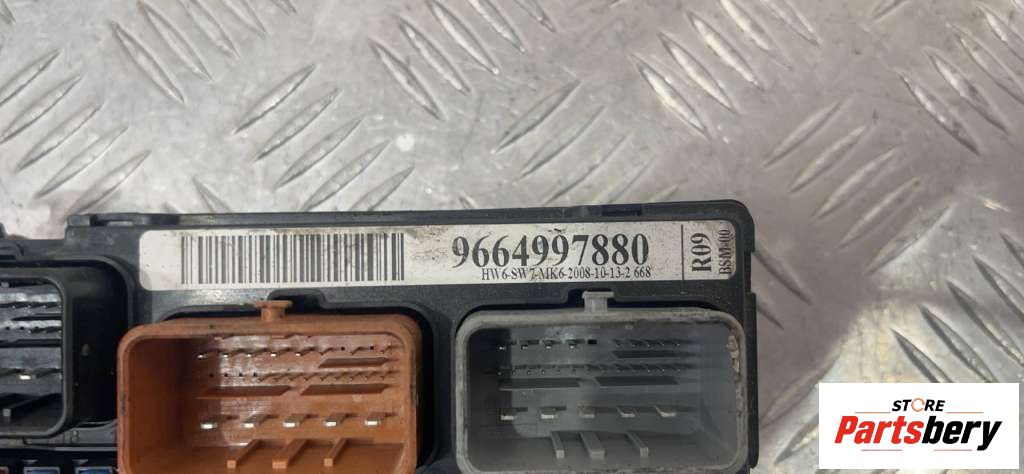 9664997880
HW6-SW7-MK6-2008-10-13-2 668
R09
BSM-00
STORE
Partsbery